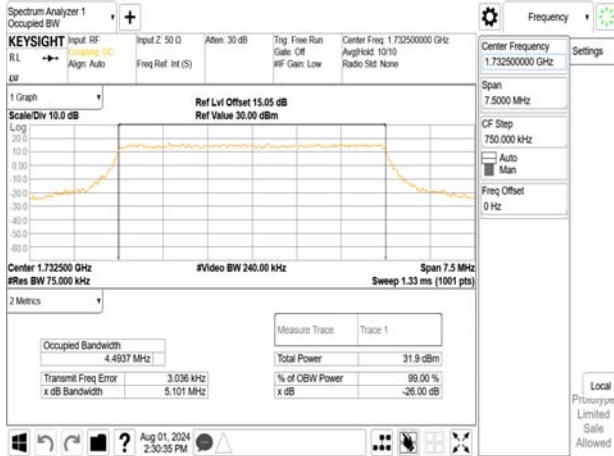 Spectrum Analyzer 1
Occupied BW
Frequency
KEYSIGHT Input: RF Input Z: 50 Ω Atten: 30 dB Trig: Free Run Center Freq: 1.732500000 GHz
RL Coupling: DC Gate: Off Avg|Hold: 10/10
Align: Auto Freq Ref: Int (S) #IF Gain: Low Radio Std: None
Center Frequency
1.732500000 GHz
Settings
Span
7.5000 MHz
CF Step
750.000 kHz
Auto
Man
Freq Offset
0 Hz
1 Graph
Scale/Div 10.0 dB
Ref Lvl Offset 15.05 dB
Ref Value 30.00 dBm
Log
20.0
10.0
0.00
-10.0
-20.0
-30.0
-40.0
-50.0
-60.0
Center 1.732500 GHz #Video BW 240.00 kHz Span 7.5 MHz
#Res BW 75.000 kHz Sweep 1.33 ms (1001 pts)
2 Metrics
Measure Trace Trace 1
Occupied Bandwidth
4.4937 MHz
Total Power 31.9 dBm
Transmit Freq Error 3.036 kHz % of OBW Power 99.00 %
x dB Bandwidth 5.101 MHz x dB -26.00 dB
Local
Prototype
Limited
Sale
Allowed
Aug 01, 2024
2:30:35 PM
?